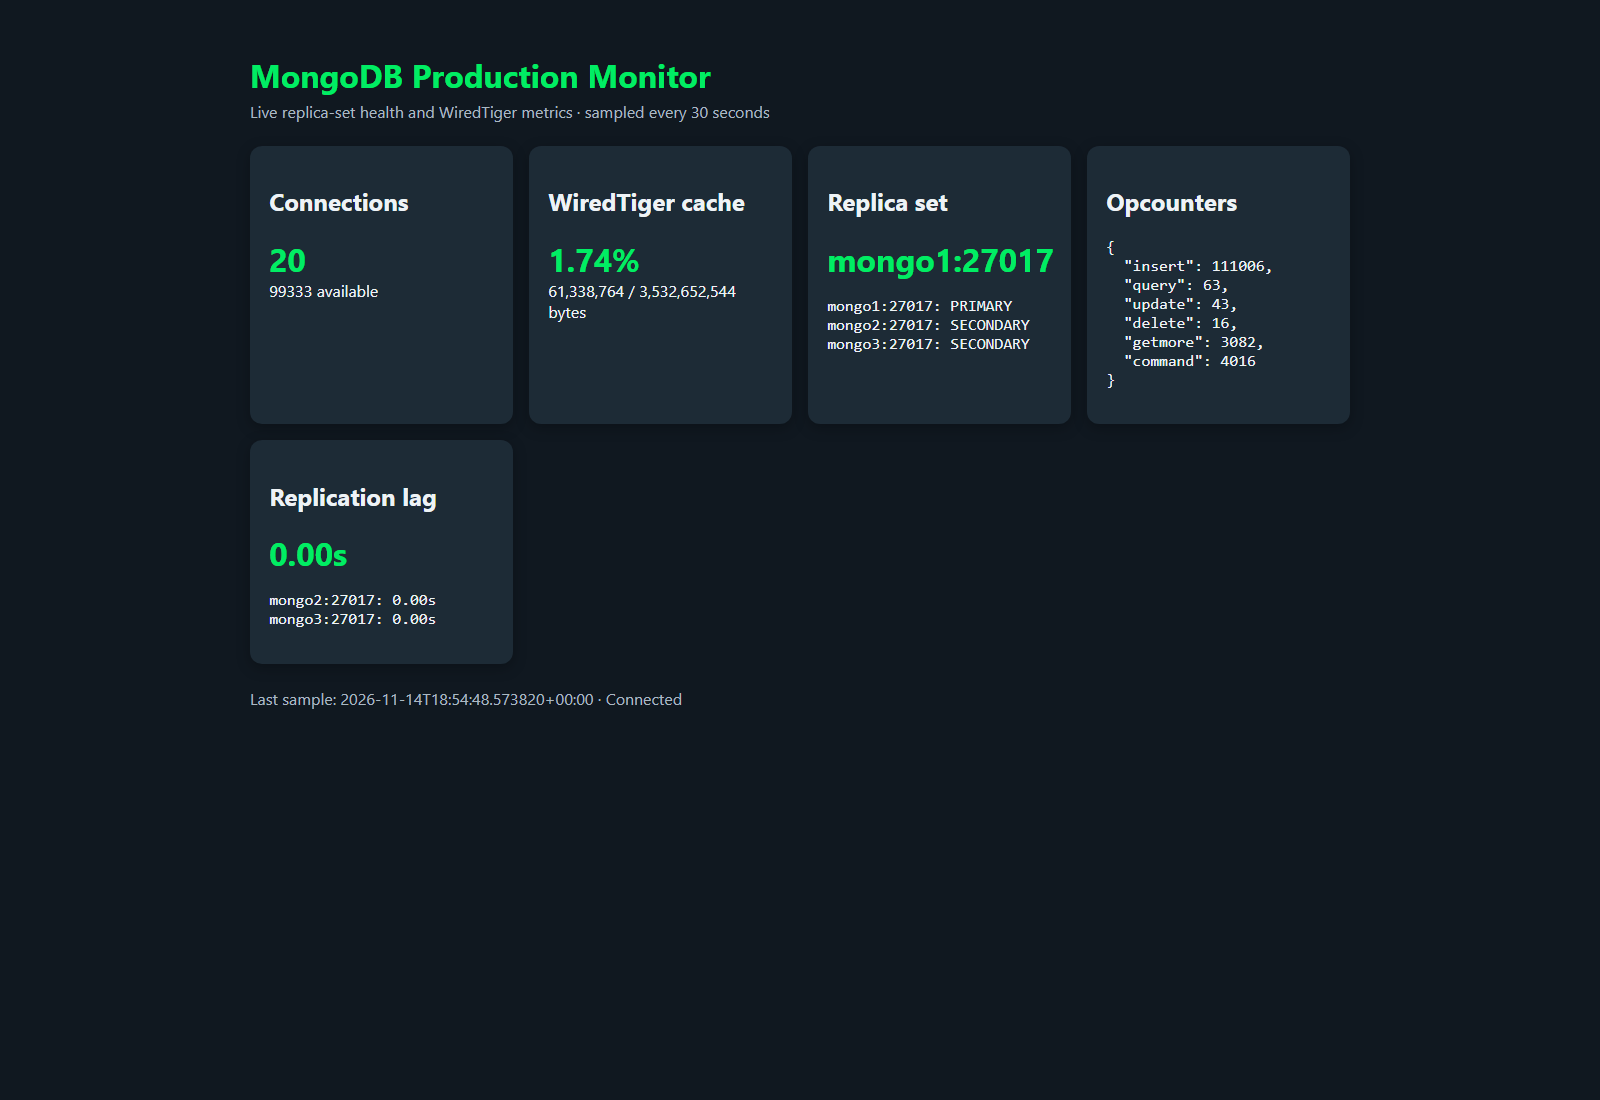 MongoDB Production Monitor
Live replica-set health and WiredTiger metrics · sampled every 30 seconds
Connections
20
99333 available
WiredTiger cache
1.74%
61,338,764 / 3,532,652,544
bytes
Replica set
mongo1:27017
mongo1:27017: PRIMARY
mongo2:27017: SECONDARY
mongo3:27017: SECONDARY
Opcounters
{
  "insert": 111006,
  "query": 63,
  "update": 43,
  "delete": 16,
  "getmore": 3082,
  "command": 4016
}
Replication lag
0.00s
mongo2:27017: 0.00s
mongo3:27017: 0.00s
Last sample: 2026-11-14T18:54:48.573820+00:00 · Connected